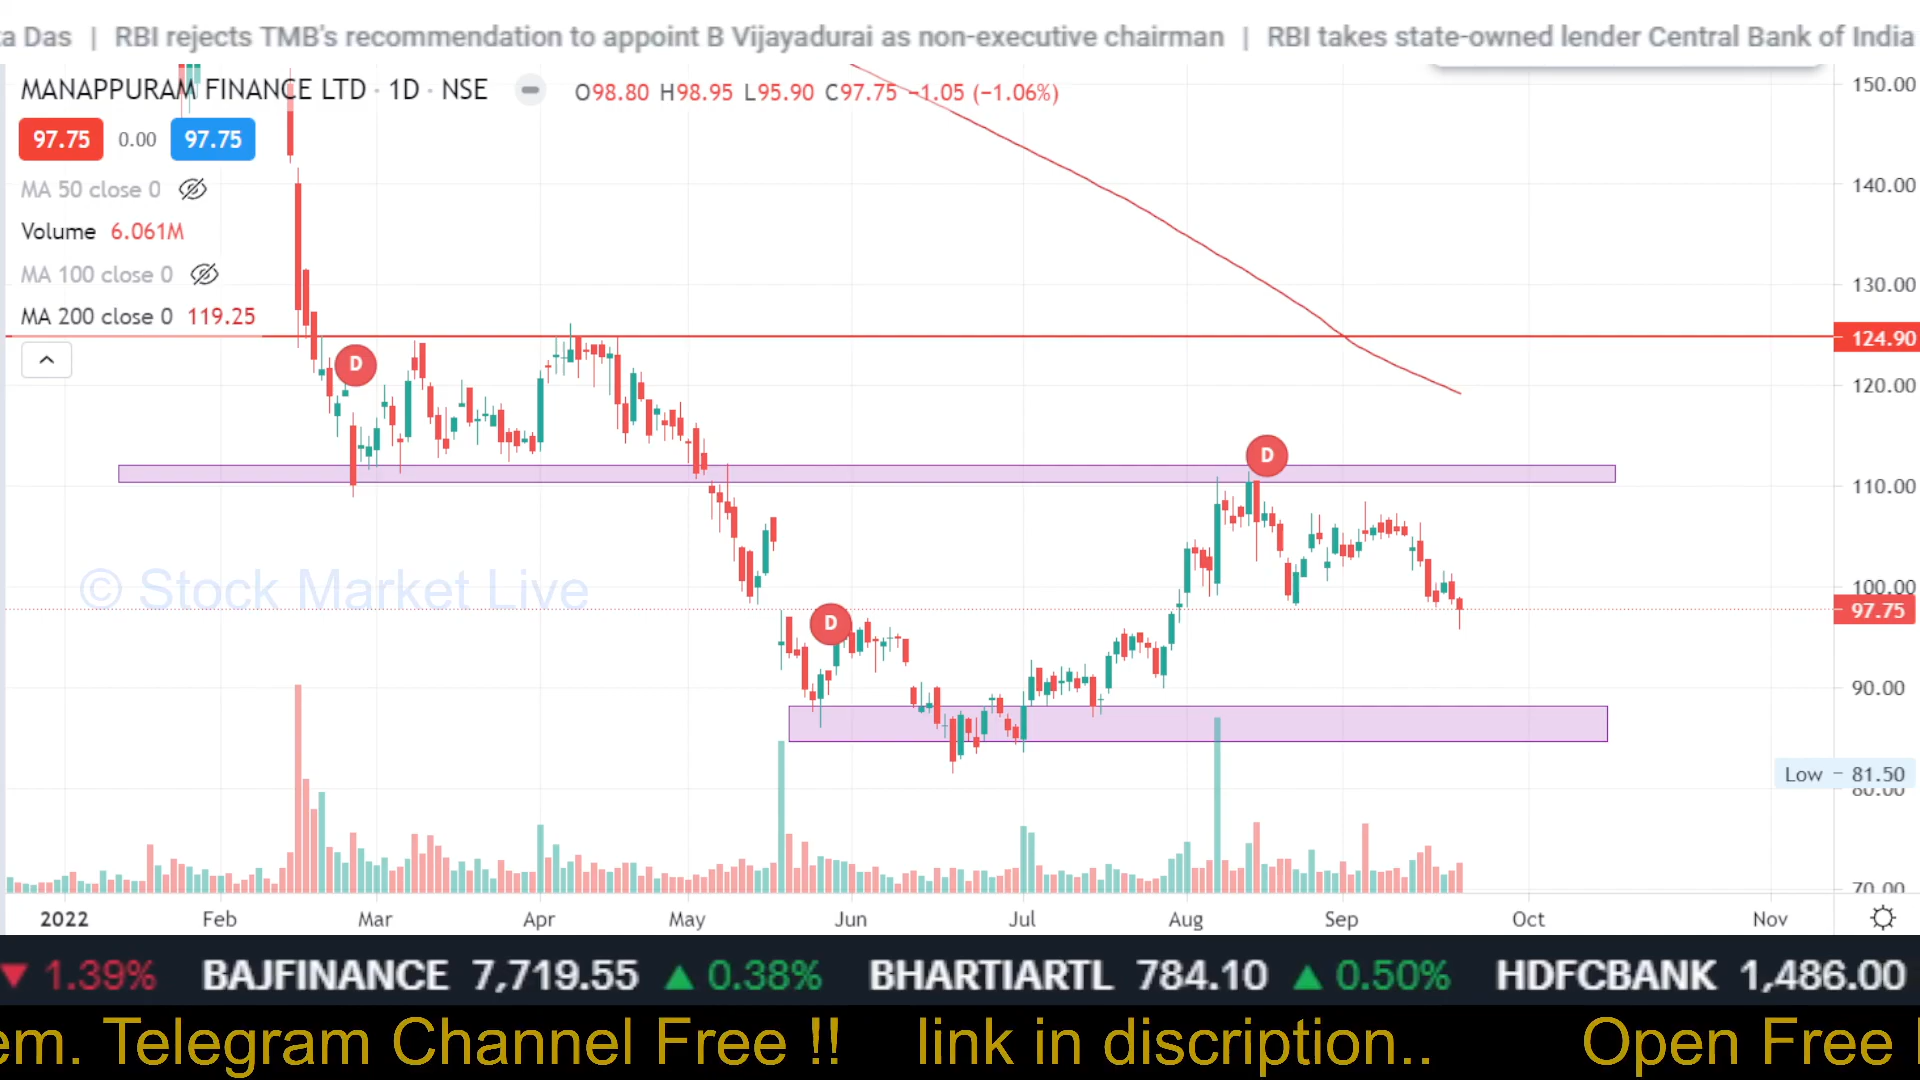 a Das | RBI rejects TMB's recommendation to appoint B Vijayadurai as non-executive chairman | RBI takes state-owned lender Central Bank of India
MANAPPURAM FINANCE LTD · 1D · NSE O98.80 H98.95 L95.90 C97.75 −1.05 (−1.06%)
97.75 0.00 97.75
MA 50 close 0
Volume 6.061M
MA 100 close 0
MA 200 close 0 119.25
150.00
140.00
130.00
124.90
120.00
110.00
100.00
97.75
90.00
Low 81.50
80.00
70.00
D
D
D
D
© Stock Market Live
2022 Feb Mar Apr May Jun Jul Aug Sep Oct Nov
▼ 1.39% BAJFINANCE 7,719.55 ▲ 0.38% BHARTIARTL 784.10 ▲ 0.50% HDFCBANK 1,486.00
em. Telegram Channel Free !! link in discription.. Open Free